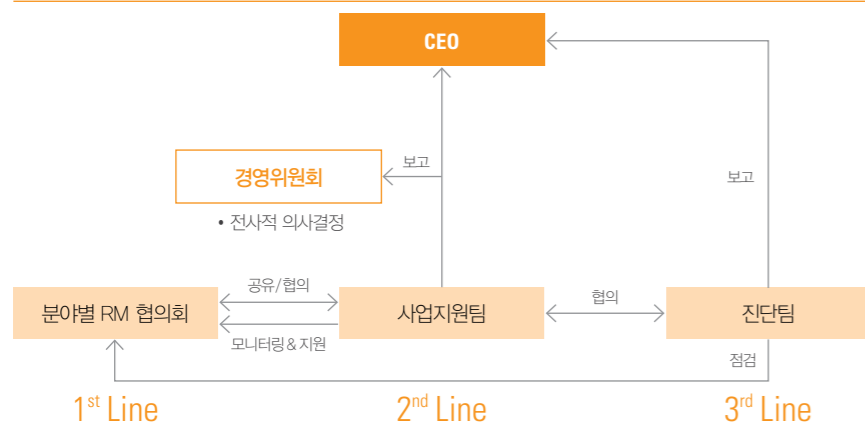 CEO
보고
경영위원회
보고
• 전사적 의사결정
공유/협의
분야별 RM 협의회
사업지원팀
협의
진단팀
모니터링 & 지원
점검
1st Line
2nd Line
3rd Line